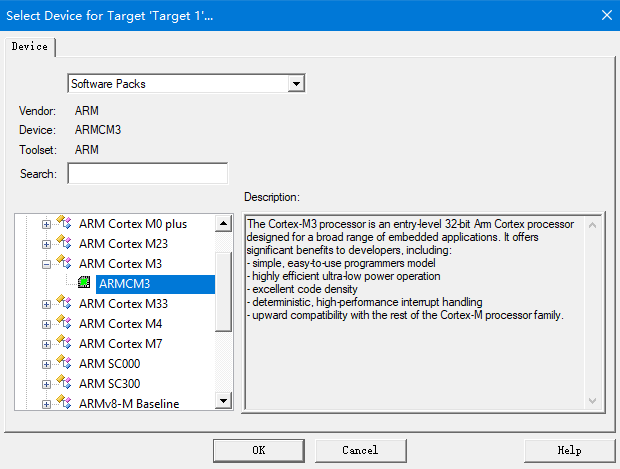 Select Device for Target 'Target 1'...
Device
Software Packs
Vendor: ARM
Device: ARMCM3
Toolset: ARM
Search:
Description:
ARM Cortex M0 plus
ARM Cortex M23
ARM Cortex M3
ARMCM3
ARM Cortex M33
ARM Cortex M4
ARM Cortex M7
ARM SC000
ARM SC300
ARMv8-M Baseline
The Cortex-M3 processor is an entry-level 32-bit Arm Cortex processor
designed for a broad range of embedded applications. It offers
significant benefits to developers, including:
- simple, easy-to-use programmers model
- highly efficient ultra-low power operation
- excellent code density
- deterministic, high-performance interrupt handling
- upward compatibility with the rest of the Cortex-M processor family.
OK
Cancel
Help